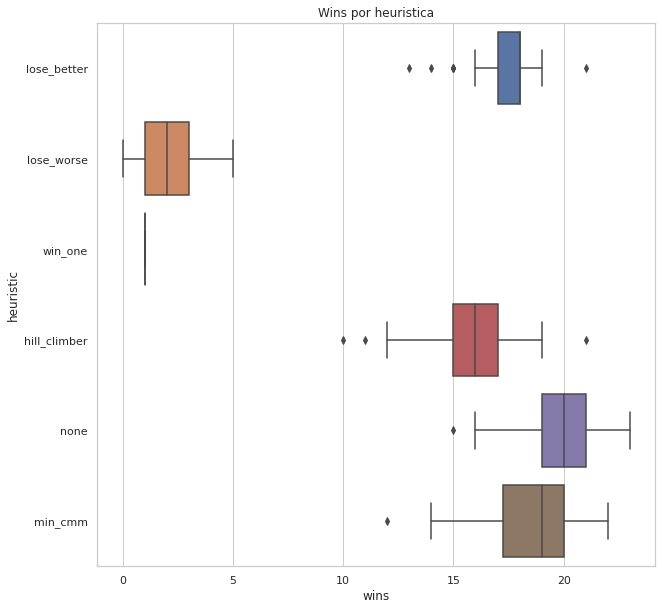 Wins por heuristica
lose_better
lose_worse
win_one
hill_climber
none
min_cmm
heuristic
0 5 10 15 20
wins